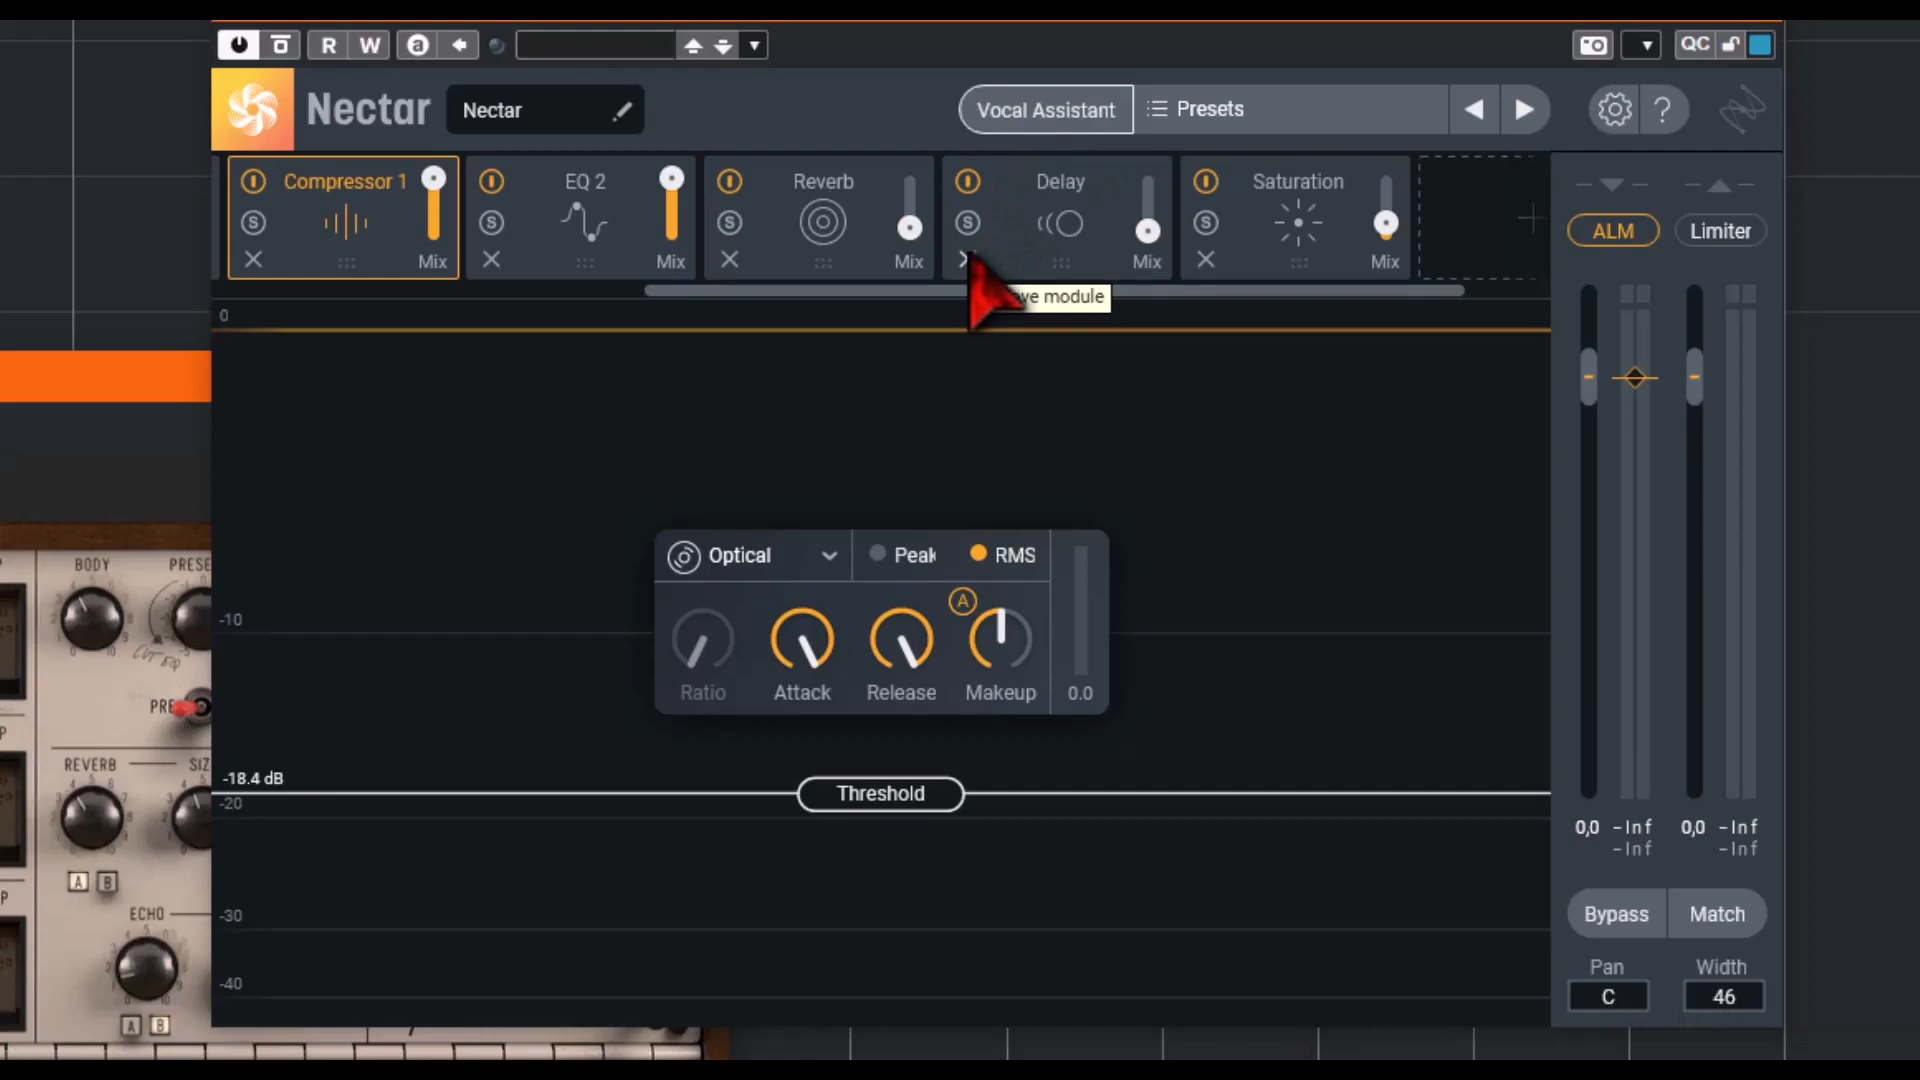 R W a QC
Nectar Nectar Vocal Assistant Presets ?
Compressor 1 EQ 2 Reverb Delay Saturation
S S S S S
Mix Mix Mix Mix Mix
ve module
ALM Limiter
0
Optical Peak RMS
A
Ratio Attack Release Makeup 0.0
-10
-18.4 dB
Threshold
-20
-30
-40
0,0 -Inf 0,0 -Inf
-Inf -Inf
Bypass Match
Pan Width
C 46
BODY PRESE
CUT EQ
PRE
REVERB SIZ
A B
ECHO
A B